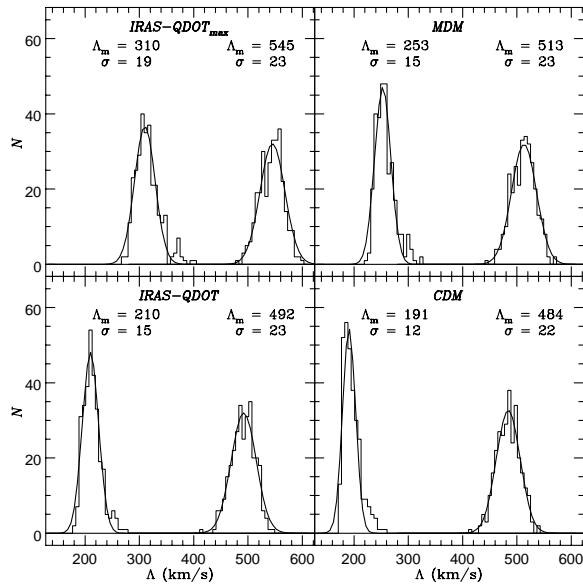 IRAS-QDOTmax MDM
Λm = 310 Λm = 545 Λm = 253 Λm = 513
σ = 19 σ = 23 σ = 15 σ = 23
60
40
N
20
0
IRAS-QDOT CDM
Λm = 210 Λm = 492 Λm = 191 Λm = 484
σ = 15 σ = 23 σ = 12 σ = 22
60
40
N
20
0
200 300 400 500 600 200 300 400 500 600
Λ (km/s) Λ (km/s)